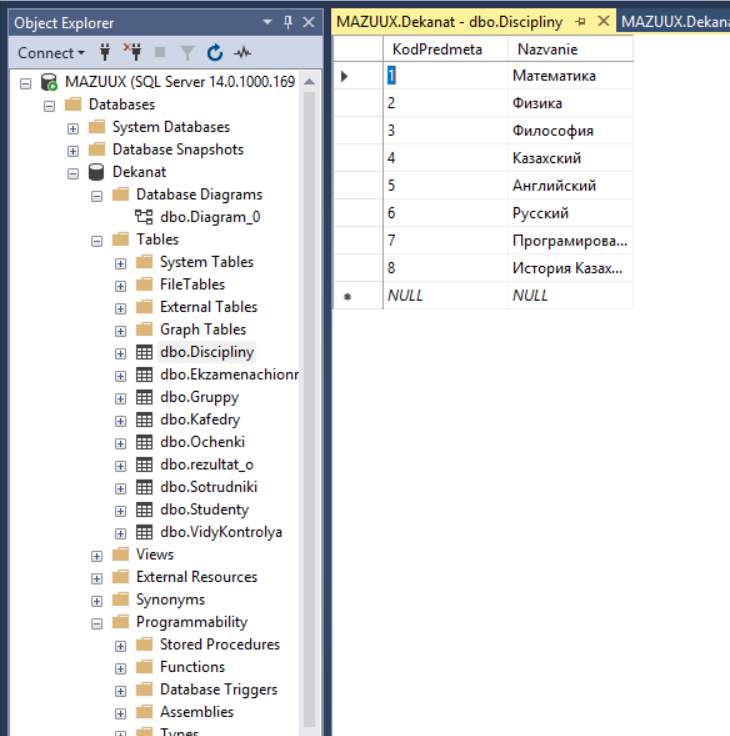 Object Explorer
Connect
MAZUUX (SQL Server 14.0.1000.169
Databases
System Databases
Database Snapshots
Dekanat
Database Diagrams
dbo.Diagram_0
Tables
System Tables
FileTables
External Tables
Graph Tables
dbo.Discipliny
dbo.Ekzamenachionr
dbo.Gruppy
dbo.Kafedry
dbo.Ochenki
dbo.rezultat_o
dbo.Sotrudniki
dbo.Studenty
dbo.VidyKontrolya
Views
External Resources
Synonyms
Programmability
Stored Procedures
Functions
Database Triggers
Assemblies
Types
MAZUUX.Dekanat - dbo.Discipliny MAZUUX.Dekana
KodPredmeta Nazvanie
1 Математика
2 Физика
3 Философия
4 Казахский
5 Английский
6 Русский
7 Програмирова...
8 История Казах...
NULL NULL